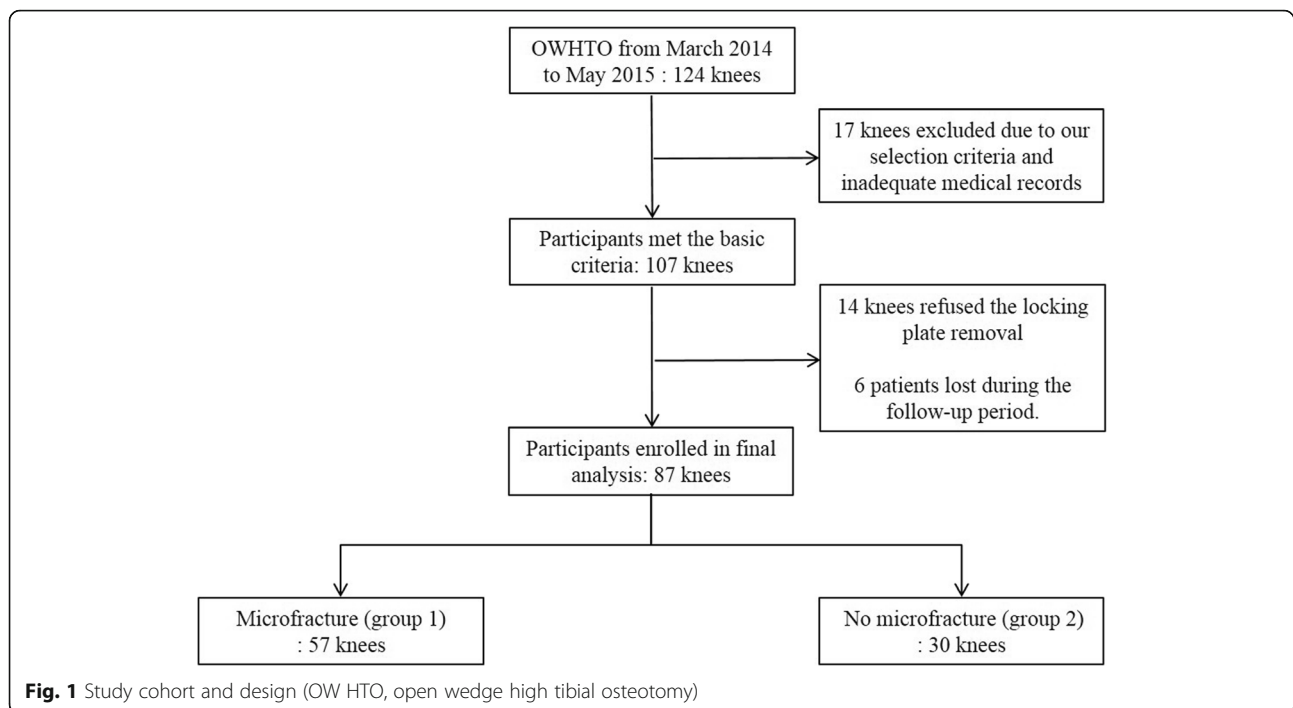 OWHTO from March 2014
to May 2015 : 124 knees
17 knees excluded due to our
selection criteria and
inadequate medical records
Participants met the basic
criteria: 107 knees
14 knees refused the locking
plate removal
6 patients lost during the
follow-up period.
Participants enrolled in final
analysis: 87 knees
Microfracture (group 1)
: 57 knees
No microfracture (group 2)
: 30 knees
Fig. 1 Study cohort and design (OW HTO, open wedge high tibial osteotomy)